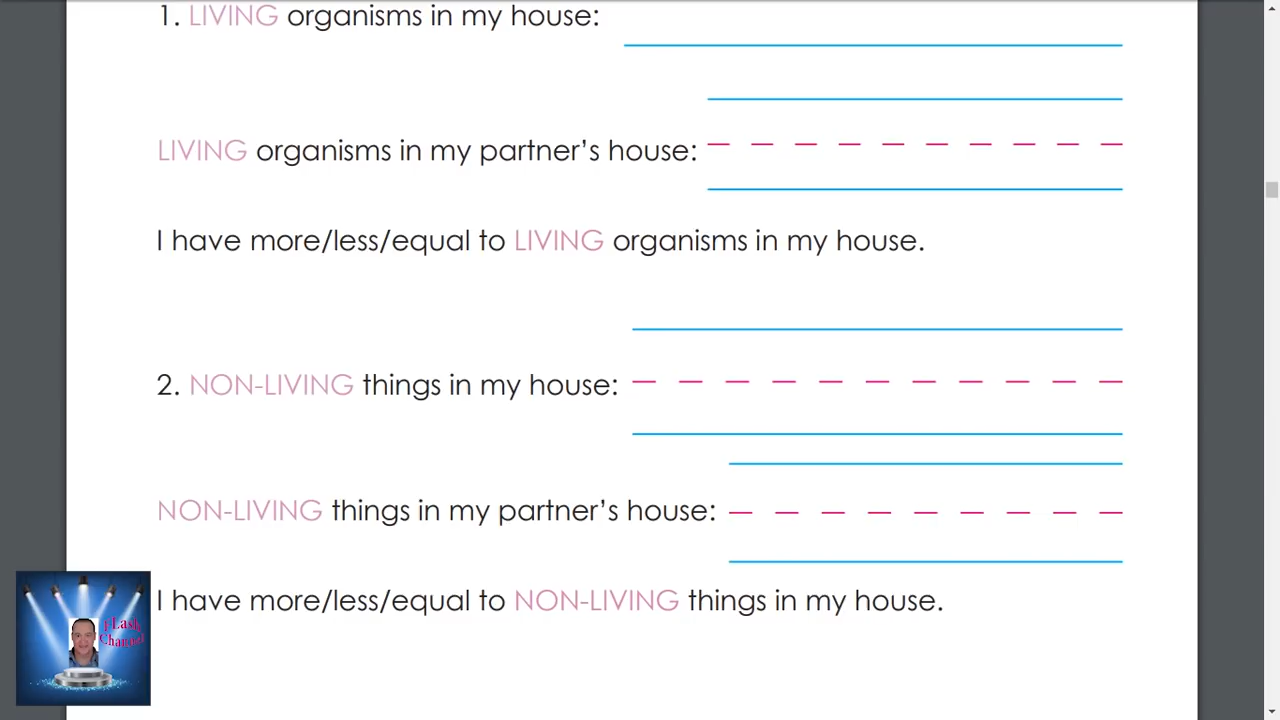 1. LIVING organisms in my house:
LIVING organisms in my partner’s house:
I have more/less/equal to LIVING organisms in my house.
2. NON-LIVING things in my house:
NON-LIVING things in my partner’s house:
I have more/less/equal to NON-LIVING things in my house.